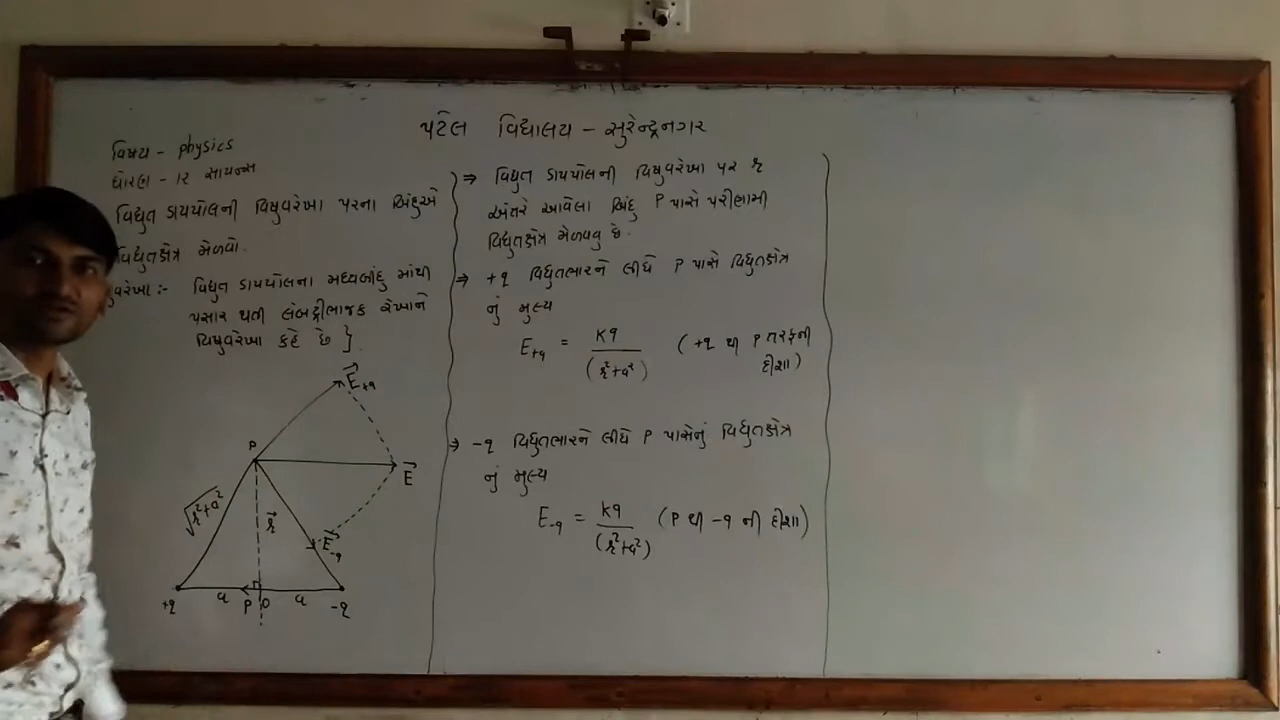 પટેલ વિદ્યાલય - સુરેન્દ્રનગર
વિષય - physics
ધોરણ - ૧૨ સાયન્સ
વિદ્યુત ડાયપોલની વિષુવરેખા પરના બિંદુએ
વિદ્યુતક્ષેત્ર મેળવો.
વિદ્યુત ડાયપોલના મધ્યબીંદુ માંથી
પસાર થતી લંબદ્વીભાજક રેખાને
વિષુવરેખા કહે છે }
E⃗+q
P
E⃗
√r²+a²
r⃗
E⃗-q
+q a P O a -q
⇒ વિદ્યુત ડાયપોલની વિષુવરેખા પર r
અંતરે આવેલા બિંદુ P પાસે પરીણામી
વિદ્યુતક્ષેત્ર મેળવવુ છે.
⇒ +q વિદ્યુતભારને લીધે P પાસે વિદ્યુતક્ષેત્ર
નું મુલ્ય
E+q = kq / (r²+a²) (+q થી P તરફની દીશા)
⇒ -q વિદ્યુતભારને લીધે P પાસેનું વિદ્યુતક્ષેત્ર
નું મુલ્ય
E-q = kq / (r²+a²) (P થી -q ની દીશા)